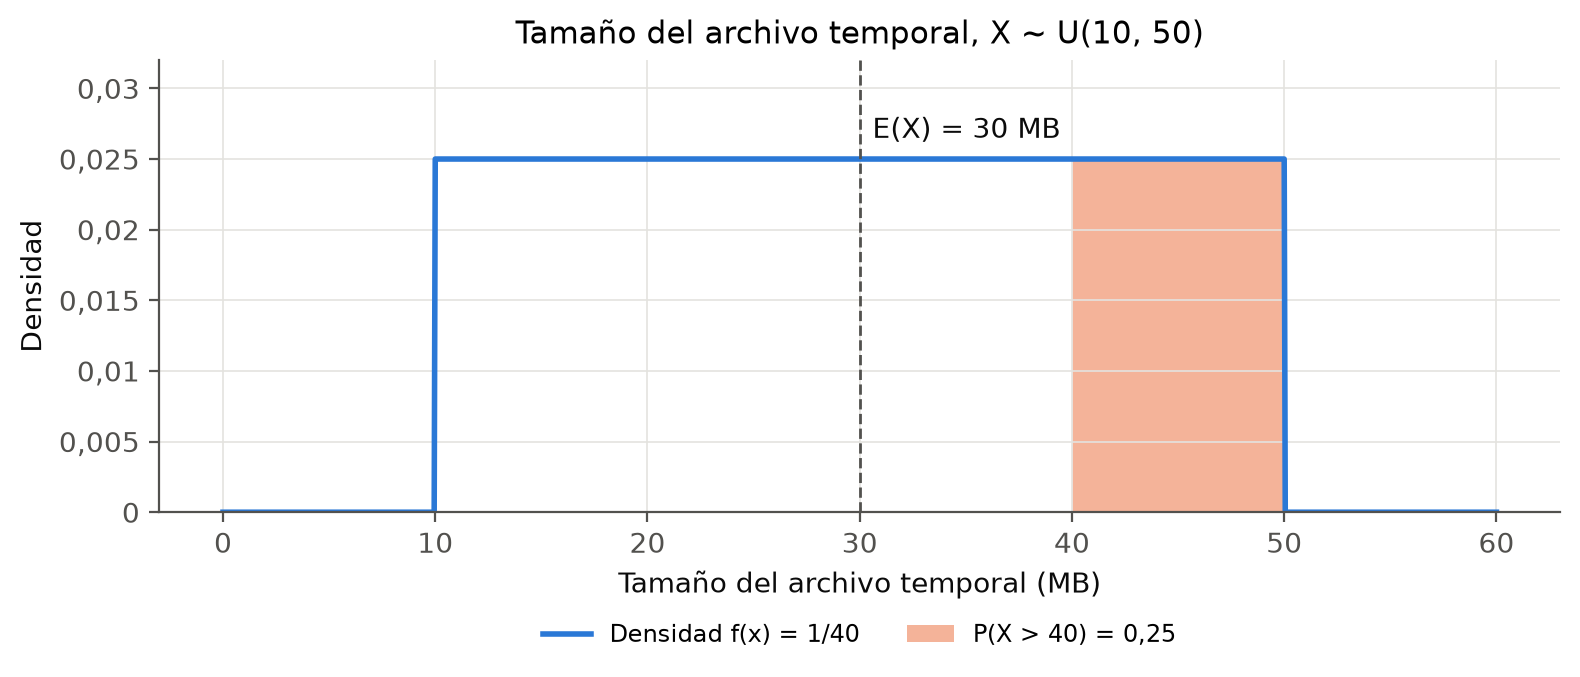 Tamaño del archivo temporal, X ~ U(10, 50)
0,03
0,025
0,02
0,015
0,01
0,005
0
Densidad
E(X) = 30 MB
0 10 20 30 40 50 60
Tamaño del archivo temporal (MB)
Densidad f(x) = 1/40 P(X > 40) = 0,25